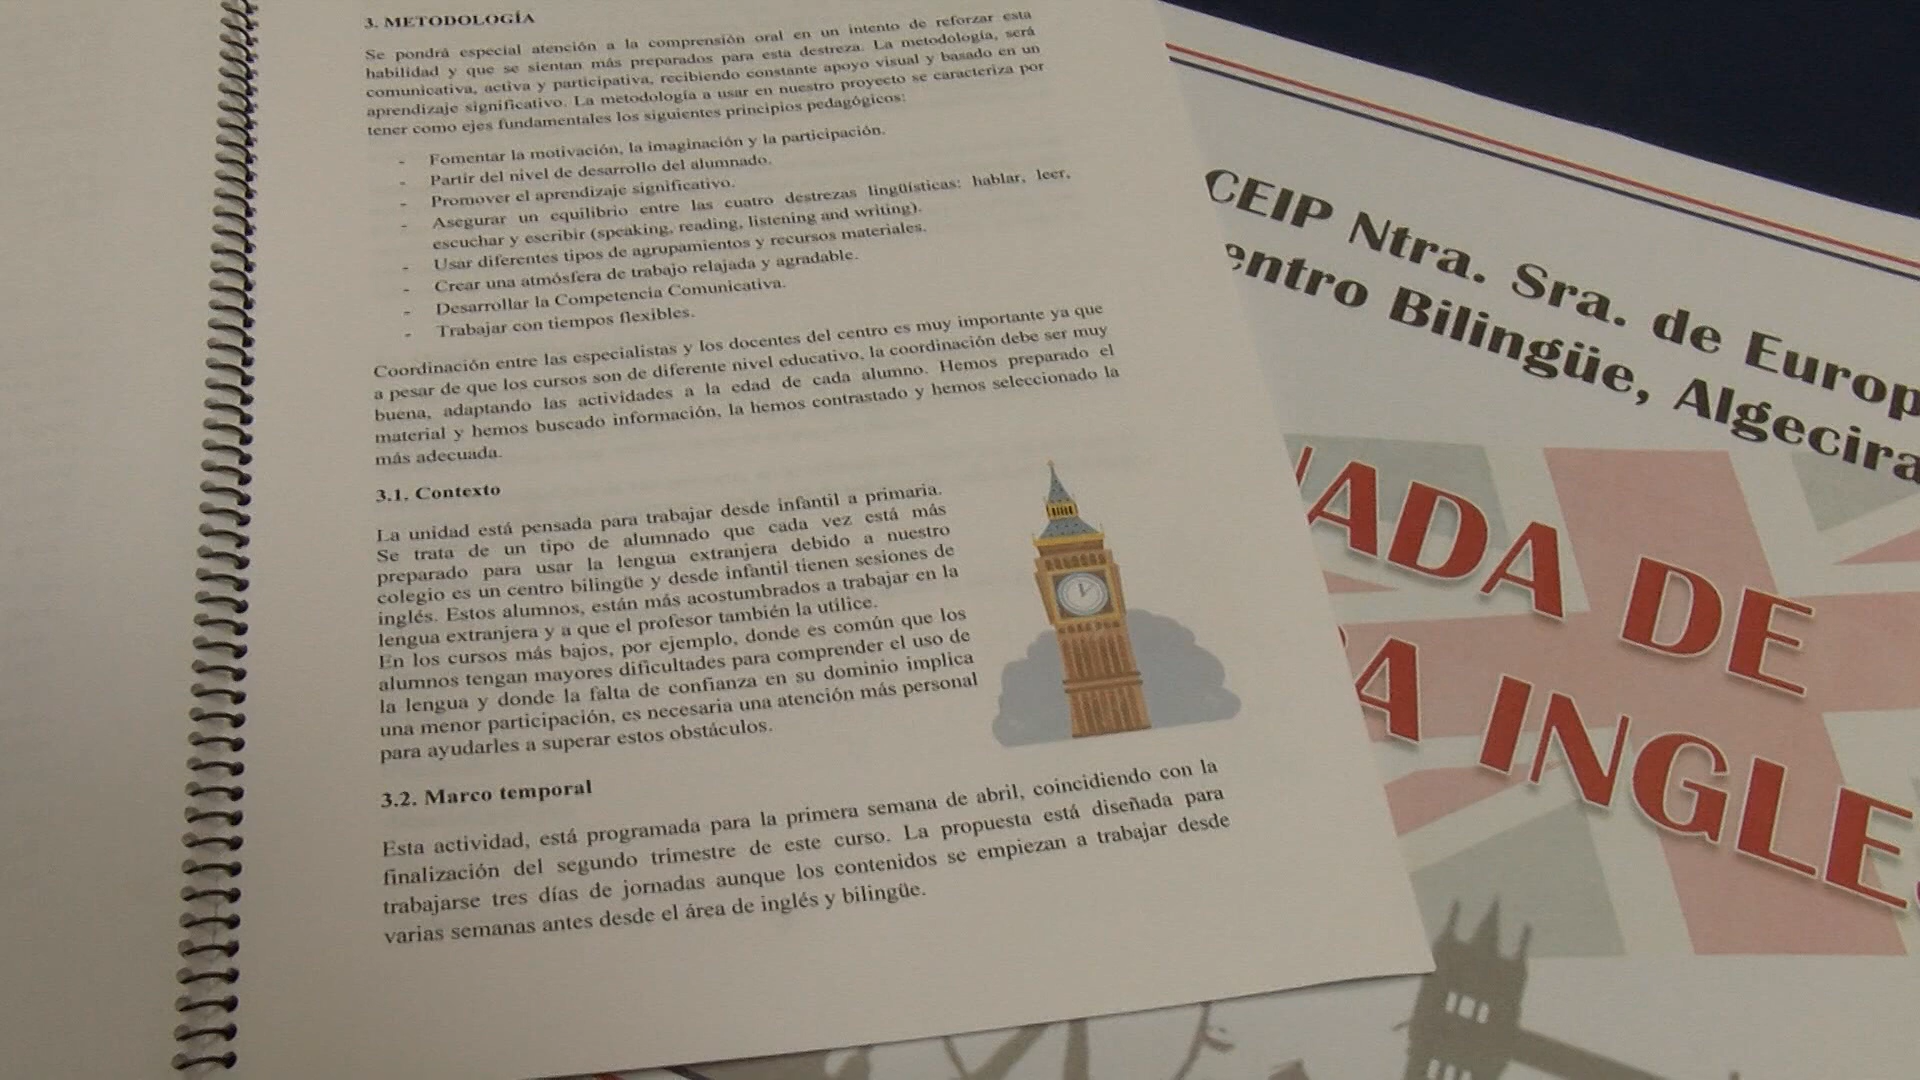 3. METODOLOGÍA
Se pondrá especial atención a la comprensión oral en un intento de reforzar esta
habilidad y que se sientan más preparados para esta destreza. La metodología, será
comunicativa, activa y participativa, recibiendo constante apoyo visual y basado en un
aprendizaje significativo. La metodología a usar en nuestro proyecto se caracteriza por
tener como ejes fundamentales los siguientes principios pedagógicos:
- Fomentar la motivación, la imaginación y la participación.
- Partir del nivel de desarrollo del alumnado.
- Promover el aprendizaje significativo.
- Asegurar un equilibrio entre las cuatro destrezas lingüísticas: hablar, leer,
escuchar y escribir (speaking, reading, listening and writing).
- Usar diferentes tipos de agrupamientos y recursos materiales.
- Crear una atmósfera de trabajo relajada y agradable.
- Desarrollar la Competencia Comunicativa.
- Trabajar con tiempos flexibles.
Coordinación entre las especialistas y los docentes del centro es muy importante ya que
a pesar de que los cursos son de diferente nivel educativo, la coordinación debe ser muy
buena, adaptando las actividades a la edad de cada alumno. Hemos preparado el
material y hemos buscado información, la hemos contrastado y hemos seleccionado la
más adecuada.
3.1. Contexto
La unidad está pensada para trabajar desde infantil a primaria.
Se trata de un tipo de alumnado que cada vez está más
preparado para usar la lengua extranjera debido a nuestro
colegio es un centro bilingüe y desde infantil tienen sesiones de
inglés. Estos alumnos, están más acostumbrados a trabajar en la
lengua extranjera y a que el profesor también la utilice.
En los cursos más bajos, por ejemplo, donde es común que los
alumnos tengan mayores dificultades para comprender el uso de
la lengua y donde la falta de confianza en su dominio implica
una menor participación, es necesaria una atención más personal
para ayudarles a superar estos obstáculos.
3.2. Marco temporal
Esta actividad, está programada para la primera semana de abril, coincidiendo con la
finalización del segundo trimestre de este curso. La propuesta está diseñada para
trabajarse tres días de jornadas aunque los contenidos se empiezan a trabajar desde
varias semanas antes desde el área de inglés y bilingüe.
CEIP Ntra. Sra. de Europ
entro Bilingüe, Algecira
NADA DE
RA INGLES